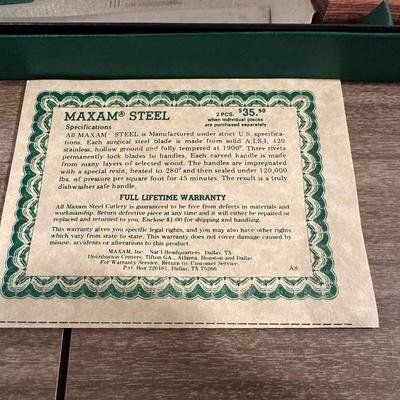 MAXAM® STEEL
2 PCS. $35.50
when individual pieces
are purchased separately
Specifications
All MAXAM® STEEL is Manufactured under strict U.S. specifica-
tions. Each surgical steel blade is made from solid A.I.S.I. 420
stainless, hollow ground and fully tempered at 1900°. Three rivets
permanently lock blades to handles. Each carved handle is made
from many layers of selected wood. The handles are impregnated
with a special resin, heated to 280° and then sealed under 120,000
lbs. of pressure per square foot for 45 minutes. The result is a truly
dishwasher safe handle.
FULL LIFETIME WARRANTY
All Maxam Steel Cutlery is guaranteed to be free from defects in materials and
workmanship. Return defective piece at any time and it will either be repaired
or replaced to you. Enclose $1.00 for shipping and handling.
This warranty gives you specific legal rights, and you may also have other rights
which vary from state to state. This warranty does not cover damage caused by
misuse, accidents or alterations to this product.
MAXAM, Inc. Nat'l Headquarters, Dallas, TX
Distribution Centers: Tifton GA., Atlanta, Houston and Dallas
For Warranty Service, Return to: Customer Service.
P.O. Box 226181, Dallas, TX 75266
A8